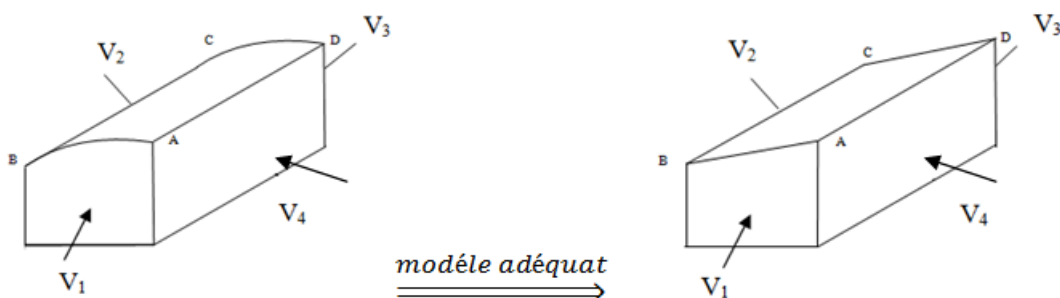 C D V₃
V₂
B A
V₄
V₁
modéle adéquat
D V₃
C
V₂
B A
V₄
V₁